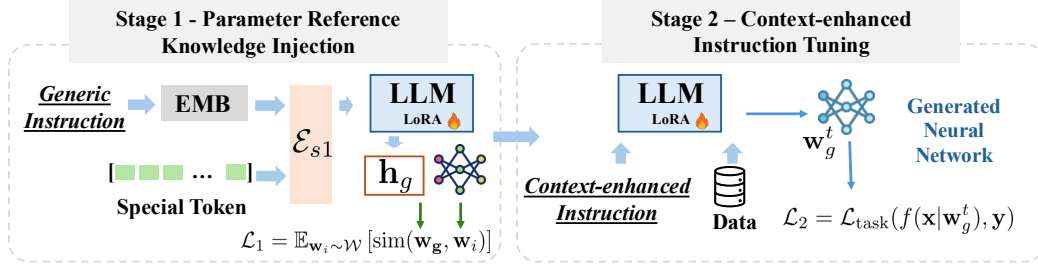 Stage 1 - Parameter Reference
Knowledge Injection
Generic
Instruction
EMB
[ ... ]
Special Token
ℰ_{s1}
LLM
LoRA
h_g
ℒ₁ = 𝔼_{w_i∼𝒲} [sim(w_g, w_i)]
Stage 2 – Context-enhanced
Instruction Tuning
LLM
LoRA
Context-enhanced
Instruction
Data
w_g^t
Generated
Neural
Network
ℒ₂ = ℒ_task(f(x|w_g^t), y)